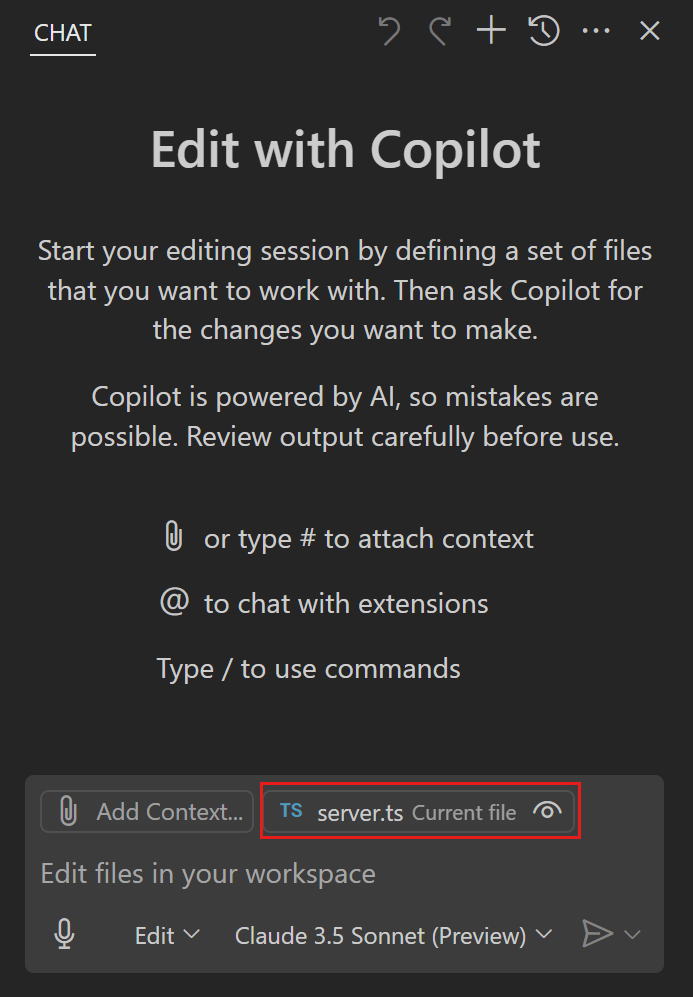 CHAT
Edit with Copilot
Start your editing session by defining a set of files
that you want to work with. Then ask Copilot for
the changes you want to make.
Copilot is powered by AI, so mistakes are
possible. Review output carefully before use.
or type # to attach context
@ to chat with extensions
Type / to use commands
Add Context... TS server.ts Current file
Edit files in your workspace
Edit Claude 3.5 Sonnet (Preview)